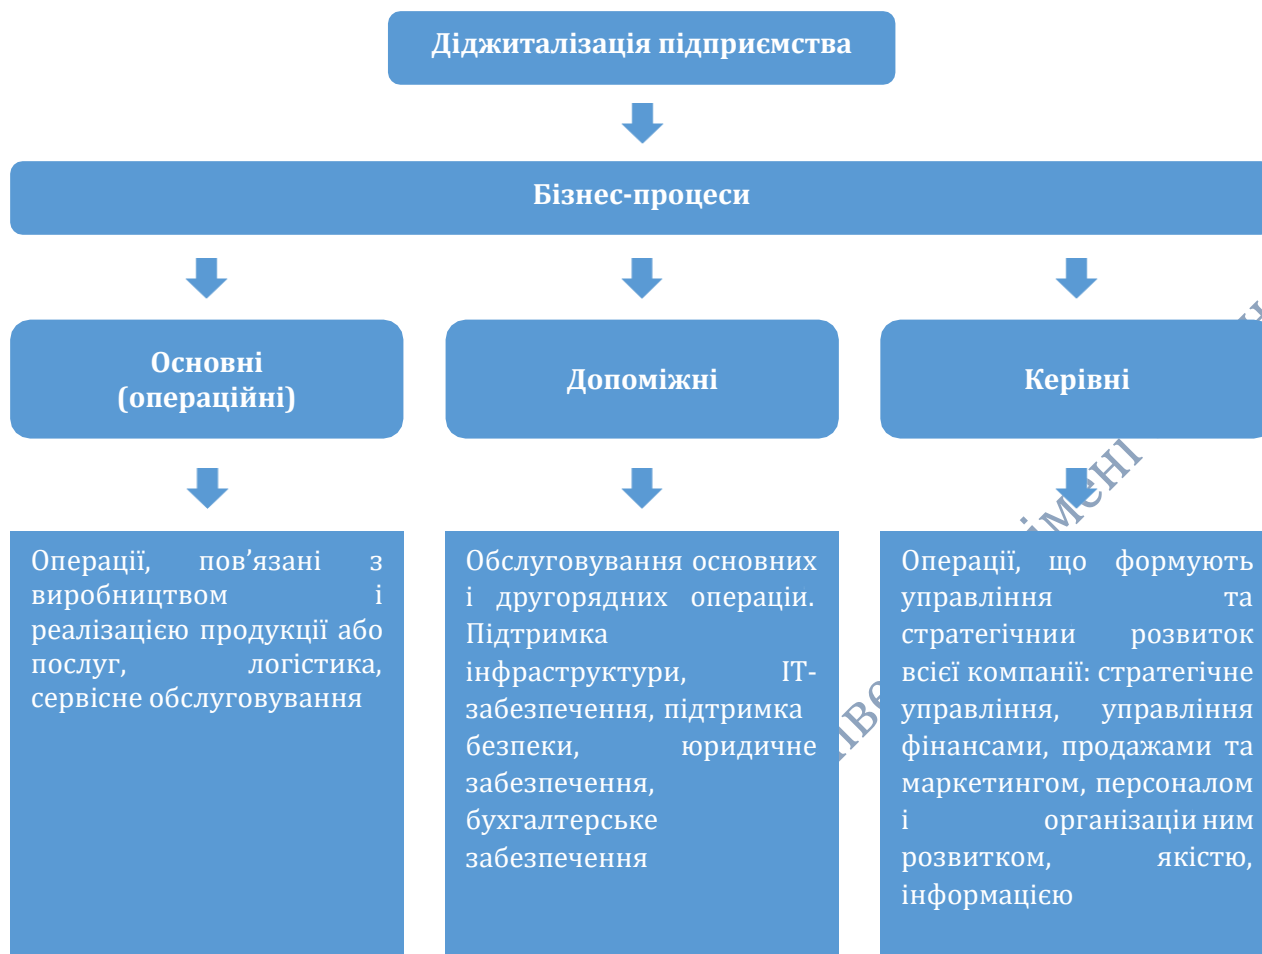 Діджиталізація підприємства
Бізнес-процеси
Основні
(операційні)
Допоміжні
Керівні
Операції, пов’язані з
виробництвом і
реалізацією продукції або
послуг, логістика,
сервісне обслуговування
Обслуговування основних
і другорядних операціи.
Підтримка
інфраструктури, ІТ-
забезпечення, підтримка
безпеки, юридичне
забезпечення,
бухгалтерське
забезпечення
Операції, що формують
управління та
стратегічнии розвиток
всієї компанії: стратегічне
управління, управління
фінансами, продажами та
маркетингом, персоналом
і організаціи ним
розвитком, якістю,
інформацією
імені